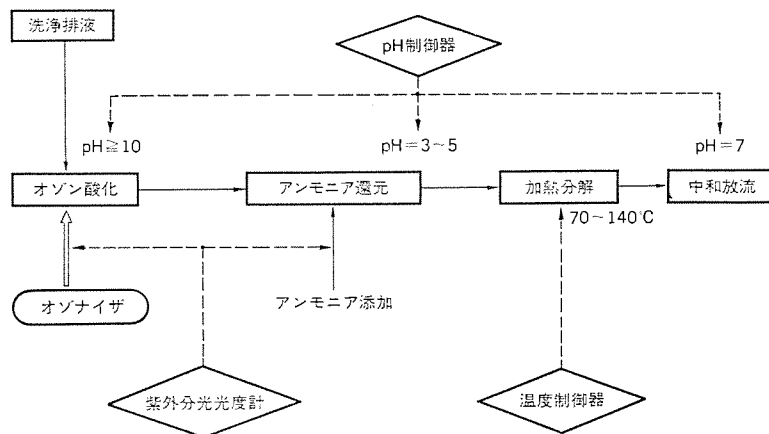 洗浄排液
pH制御器
pH≧10
pH=3~5
pH=7
オゾン酸化
アンモニア還元
加熱分解
中和放流
70~140℃
オゾナイザ
アンモニア添加
紫外分光光度計
温度制御器